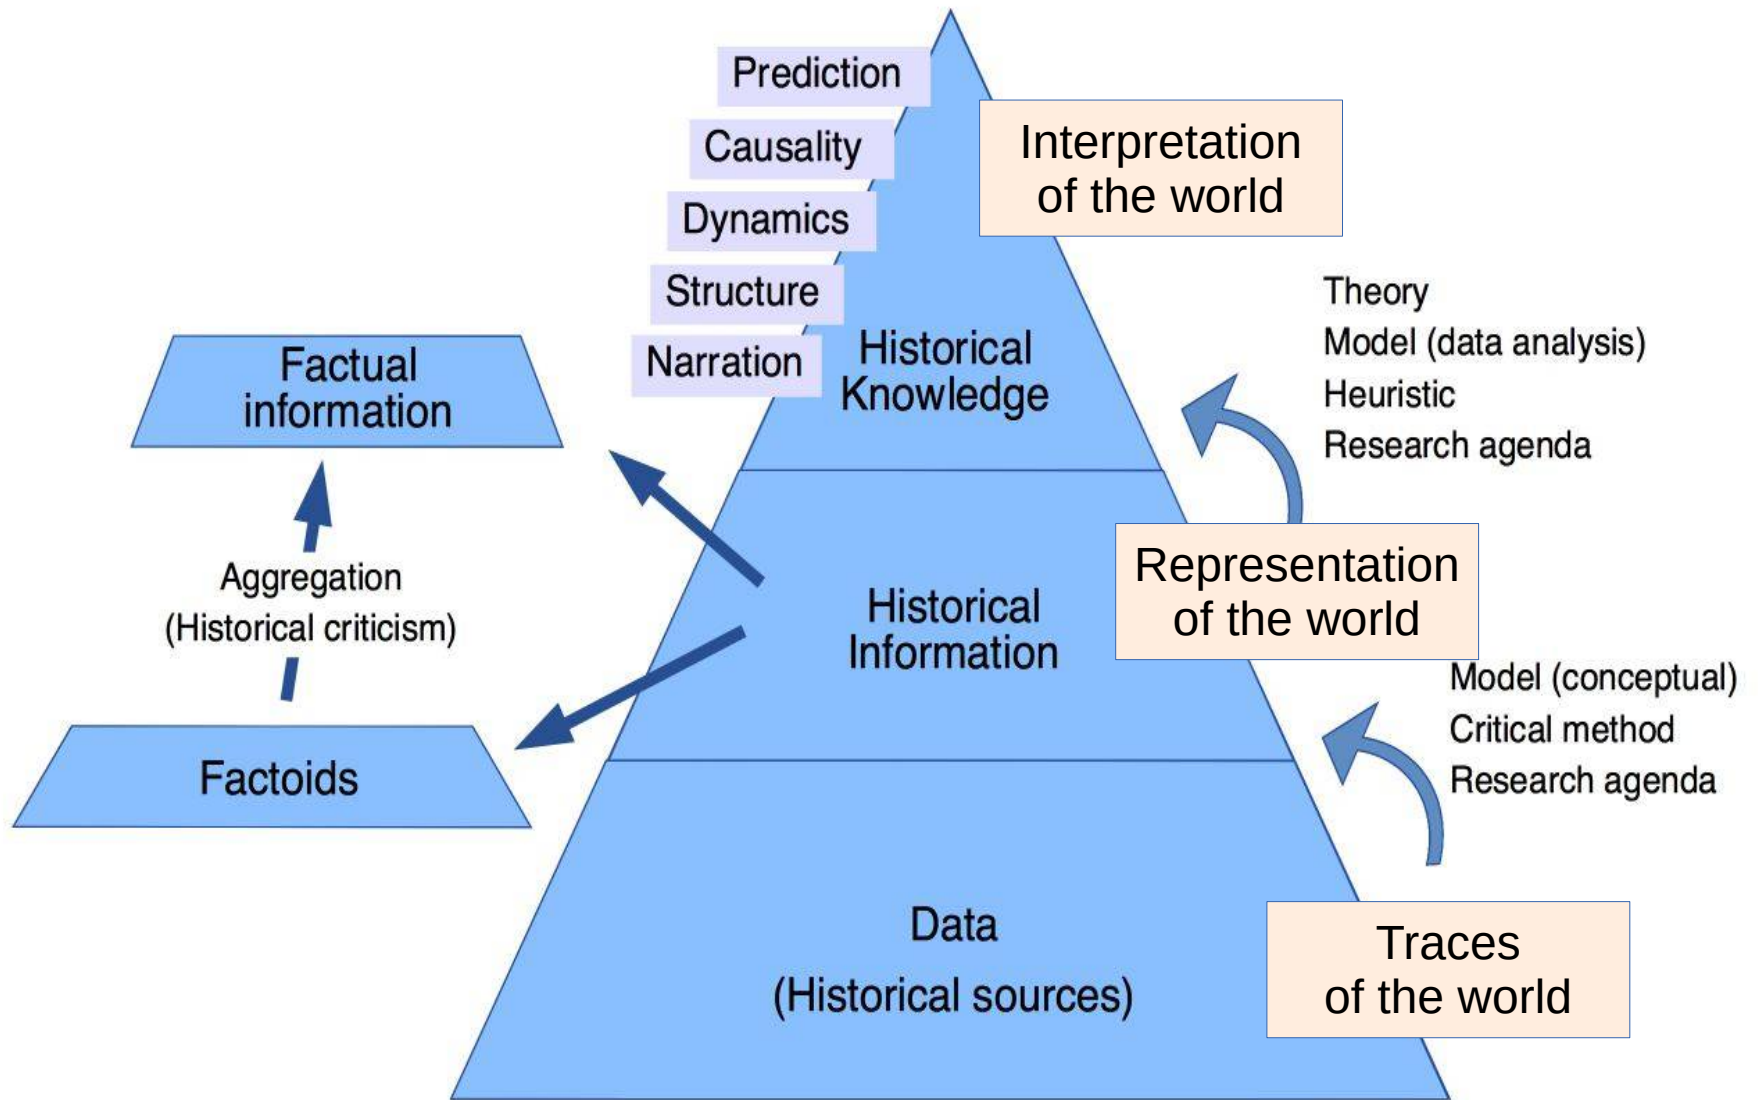 Prediction
Causality
Dynamics
Structure
Narration
Interpretation
of the world
Historical
Knowledge
Theory
Model (data analysis)
Heuristic
Research agenda
Factual
information
Aggregation
(Historical criticism)
Factoids
Historical
Information
Representation
of the world
Model (conceptual)
Critical method
Research agenda
Data
(Historical sources)
Traces
of the world